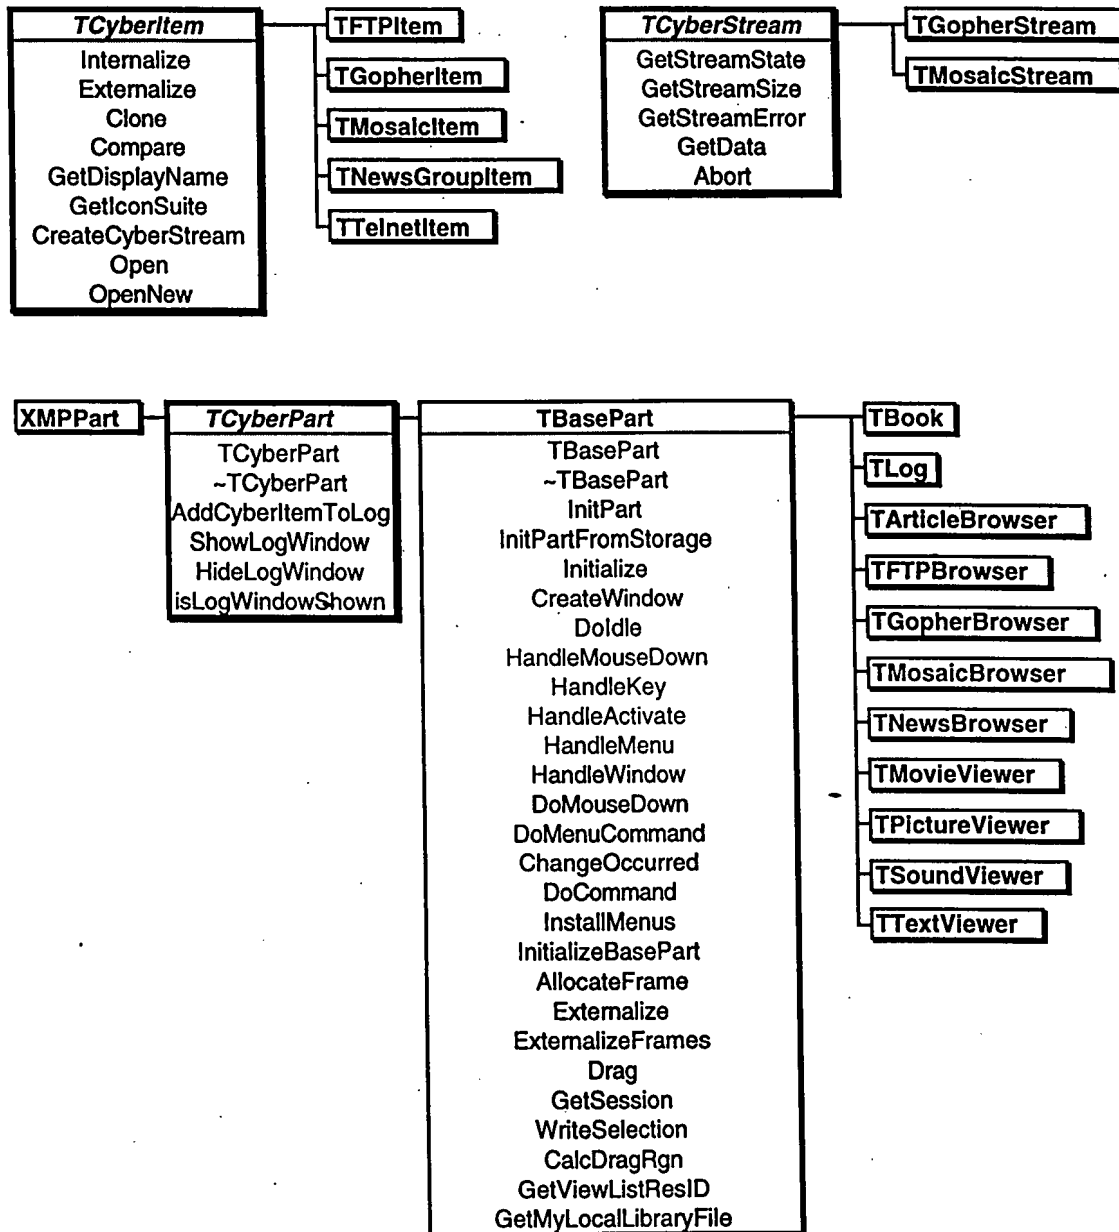 TCyberItem
Internalize
Externalize
Clone
Compare
GetDisplayName
GetIconSuite
CreateCyberStream
Open
OpenNew
TFTPItem
TGopherItem
TMosaicItem
TNewsGroupItem
TTelnetItem
TCyberStream
GetStreamState
GetStreamSize
GetStreamError
GetData
Abort
TGopherStream
TMosaicStream
XMPPart
TCyberPart
TCyberPart
~TCyberPart
AddCyberItemToLog
ShowLogWindow
HideLogWindow
isLogWindowShown
TBasePart
TBasePart
~TBasePart
InitPart
InitPartFromStorage
Initialize
CreateWindow
DoIdle
HandleMouseDown
HandleKey
HandleActivate
HandleMenu
HandleWindow
DoMouseDown
DoMenuCommand
ChangeOccurred
DoCommand
InstallMenus
InitializeBasePart
AllocateFrame
Externalize
ExternalizeFrames
Drag
GetSession
WriteSelection
CalcDragRgn
GetViewListResID
GetMyLocalLibraryFile
TBook
TLog
TArticleBrowser
TFTPBrowser
TGopherBrowser
TMosaicBrowser
TNewsBrowser
TMovieViewer
TPictureViewer
TSoundViewer
TTextViewer